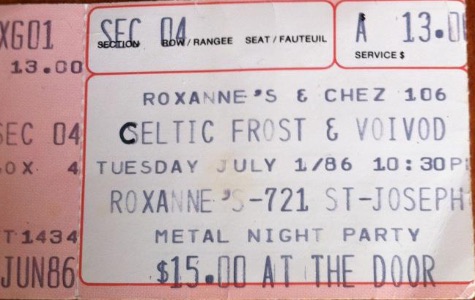 XG01
13.00
SEC 04
OX 4
T1434
JUN86
SEC 04
SECTION ROW/RANGEE SEAT/FAUTEUIL
A 13.0
SERVICE $
ROXANNE'S & CHEZ 106
CELTIC FROST & VOIVOD
TUESDAY JULY 1/86 10:30P
ROXANNE'S-721 ST-JOSEPH
METAL NIGHT PARTY
$15.00 AT THE DOOR